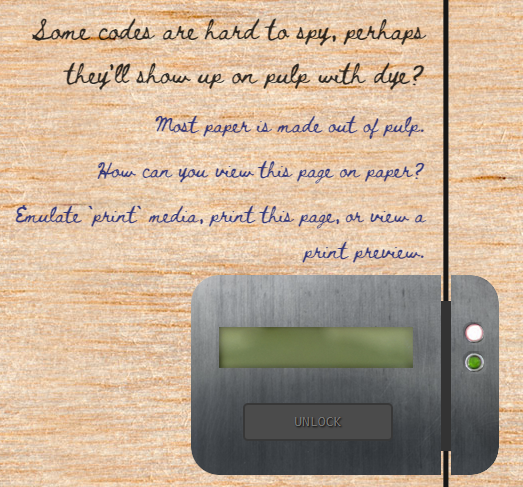 Some codes are hard to spy, perhaps
they'll show up on pulp with dye?
Most paper is made out of pulp.
How can you view this page on paper?
Emulate `print` media, print this page, or view a
print preview.
UNLOCK